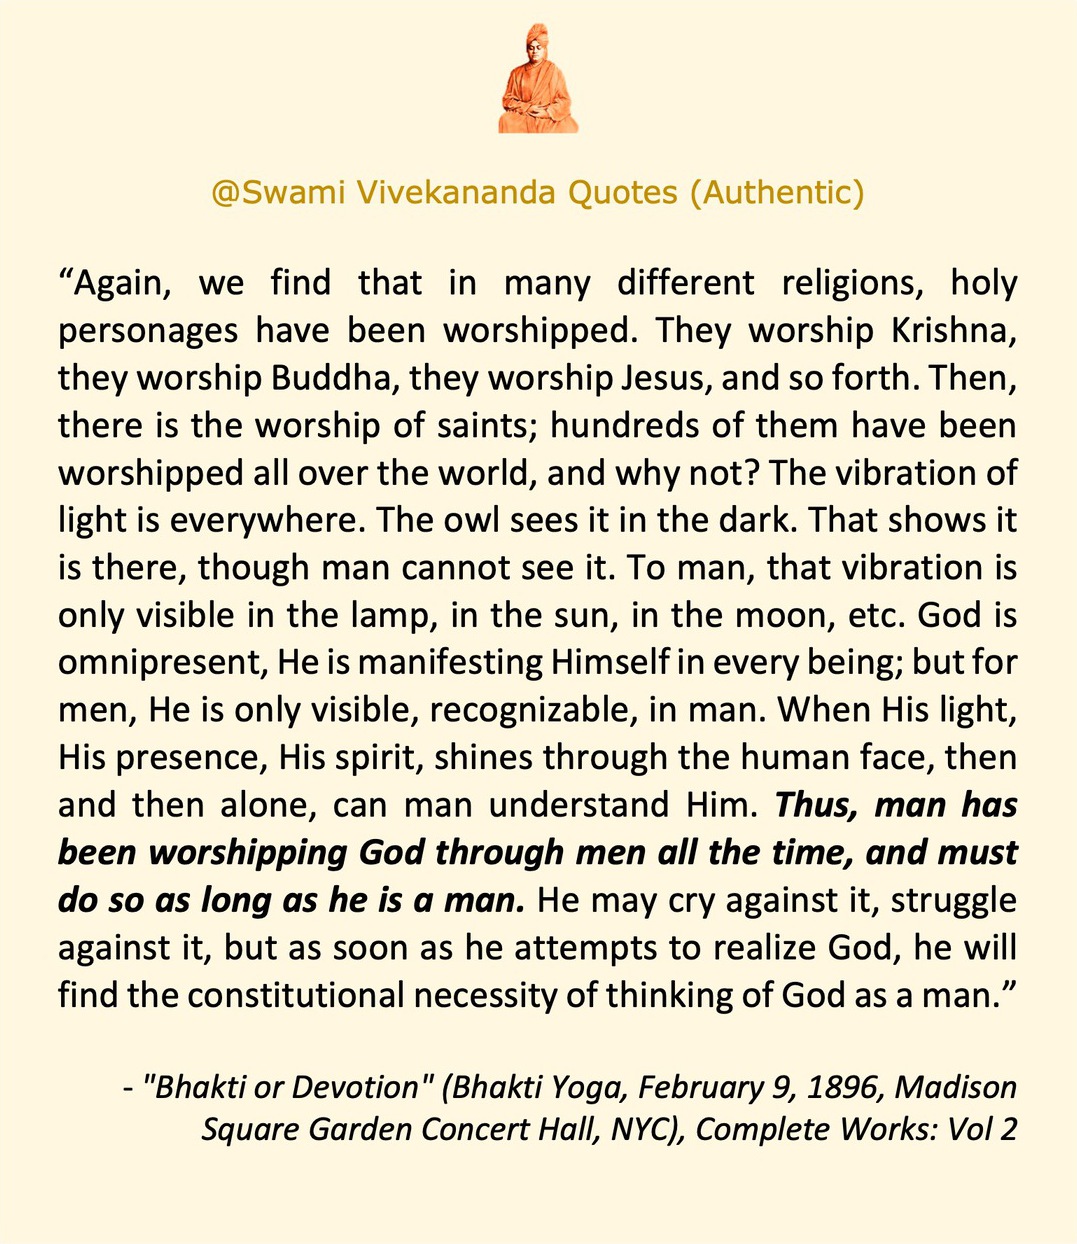 @Swami Vivekananda Quotes (Authentic)
“Again, we find that in many different religions, holy
personages have been worshipped. They worship Krishna,
they worship Buddha, they worship Jesus, and so forth. Then,
there is the worship of saints; hundreds of them have been
worshipped all over the world, and why not? The vibration of
light is everywhere. The owl sees it in the dark. That shows it
is there, though man cannot see it. To man, that vibration is
only visible in the lamp, in the sun, in the moon, etc. God is
omnipresent, He is manifesting Himself in every being; but for
men, He is only visible, recognizable, in man. When His light,
His presence, His spirit, shines through the human face, then
and then alone, can man understand Him. Thus, man has
been worshipping God through men all the time, and must
do so as long as he is a man. He may cry against it, struggle
against it, but as soon as he attempts to realize God, he will
find the constitutional necessity of thinking of God as a man.”
- "Bhakti or Devotion" (Bhakti Yoga, February 9, 1896, Madison
Square Garden Concert Hall, NYC), Complete Works: Vol 2